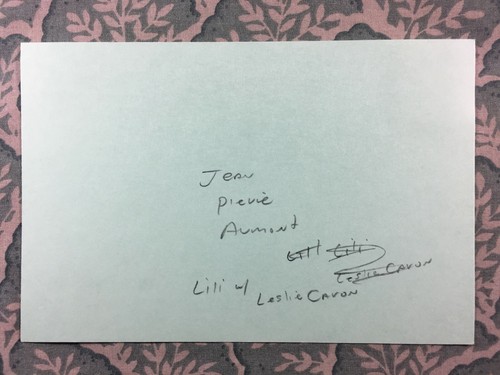 Jean
Pierre
Aumont
Lili
Leslie Caron
Lili w/
Leslie Caron